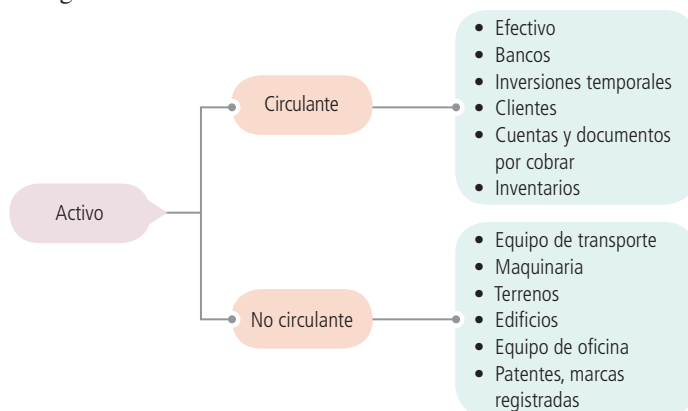 Activo
Circulante
• Efectivo
• Bancos
• Inversiones temporales
• Clientes
• Cuentas y documentos
por cobrar
• Inventarios
No circulante
• Equipo de transporte
• Maquinaria
• Terrenos
• Edificios
• Equipo de oficina
• Patentes, marcas
registradas